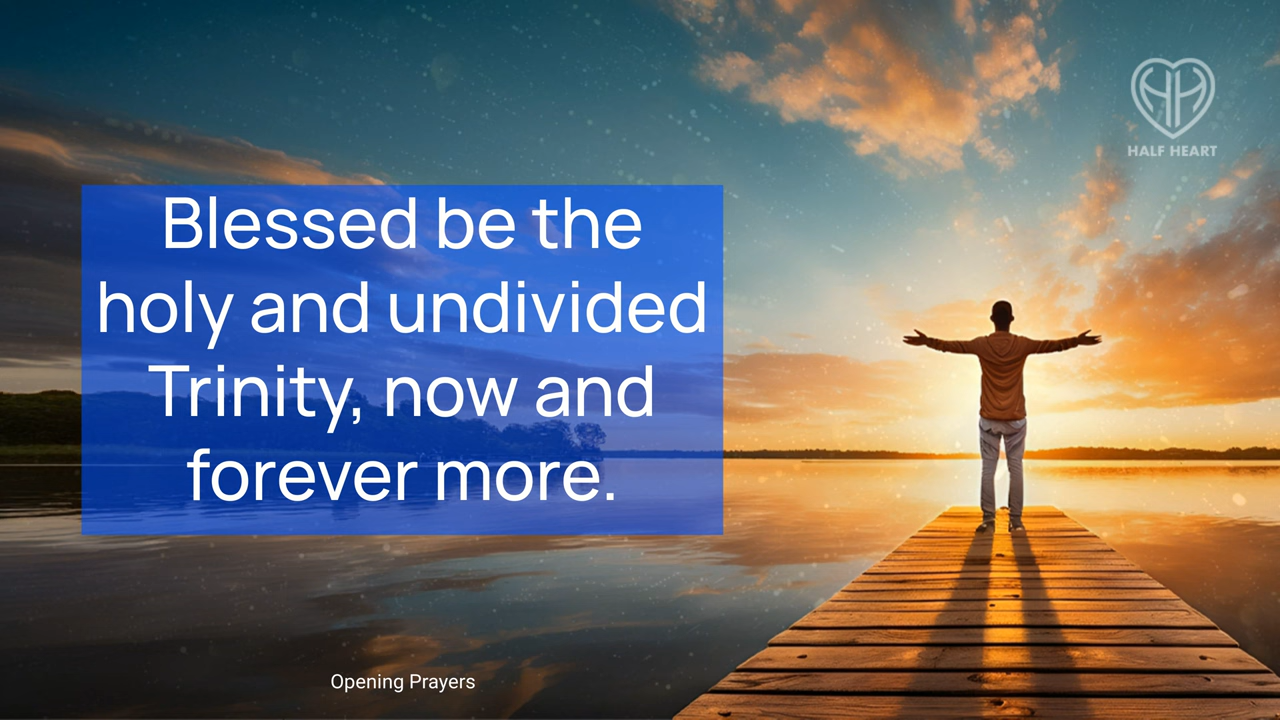 HALF HEART
Blessed be the
holy and undivided
Trinity, now and
forever more.
Opening Prayers